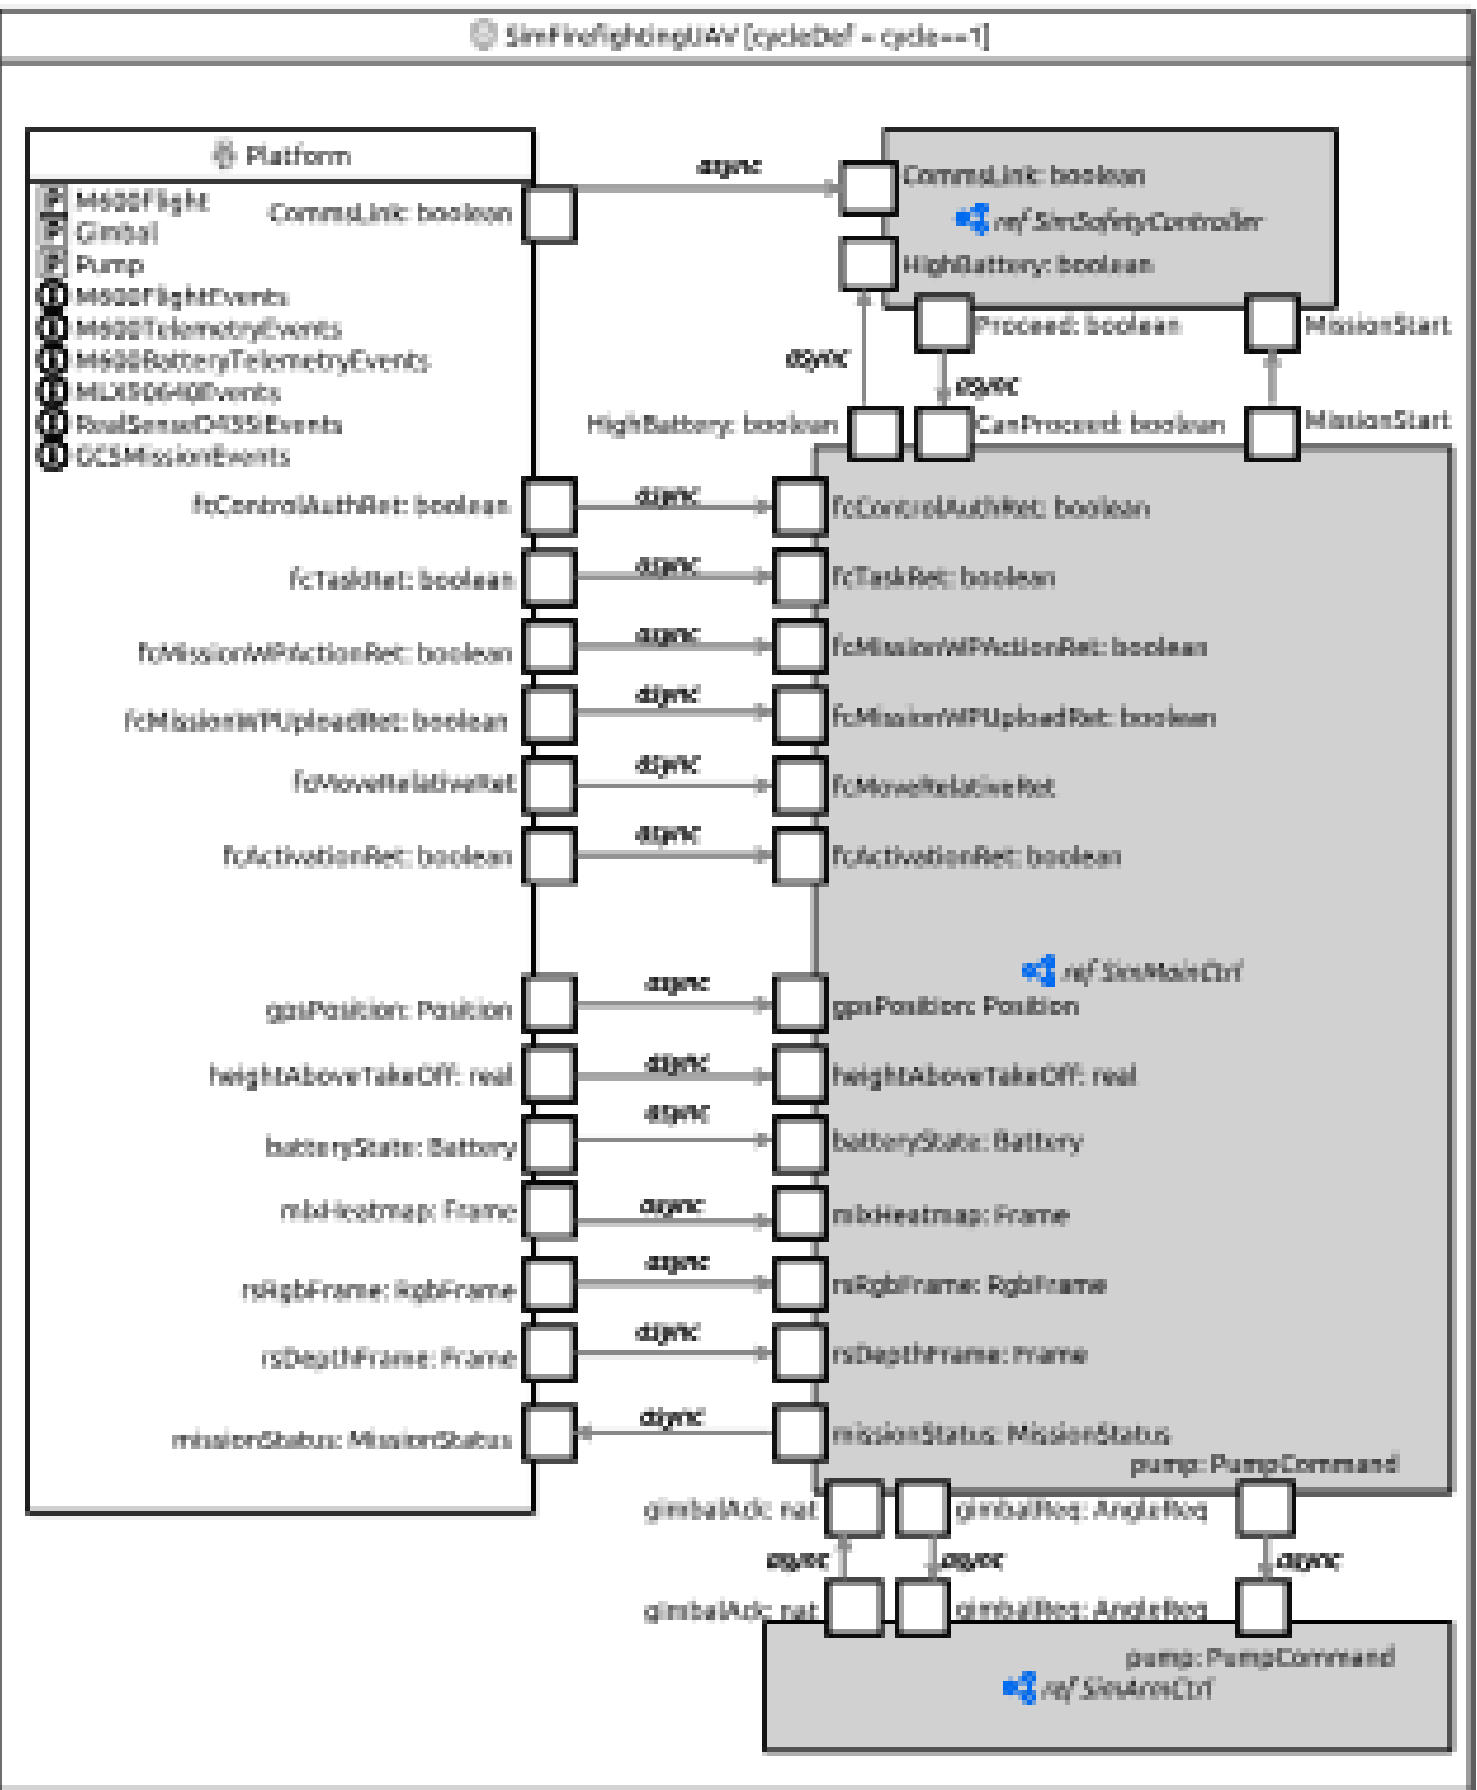 SimFirefightingUAV [cycleDef = cycle==1]
Platform
M600Flight
Gimbal
Pump
M600FlightEvents
M600TelemetryEvents
M600BatteryTelemetryEvents
MLX90640Events
RealSenseD435iEvents
GCSMissionEvents
CommsLink: boolean
async
CommsLink: boolean
ref SimSafetyController
HighBattery: boolean
Proceed: boolean
MissionStart
async
async
HighBattery: boolean
CanProceed: boolean
MissionStart
fcControlAuthRet: boolean
async
fcControlAuthRet: boolean
fcTaskRet: boolean
async
fcTaskRet: boolean
fcMissionWPActionRet: boolean
async
fcMissionWPActionRet: boolean
fcMissionWPUploadRet: boolean
async
fcMissionWPUploadRet: boolean
fcMoveRelativeRet
async
fcMoveRelativeRet
fcActivationRet: boolean
async
fcActivationRet: boolean
ref SimMainCtrl
gpsPosition: Position
async
gpsPosition: Position
heightAboveTakeOff: real
async
heightAboveTakeOff: real
batteryState: Battery
async
batteryState: Battery
mlxHeatmap: Frame
async
mlxHeatmap: Frame
rsRgbFrame: RgbFrame
async
rsRgbFrame: RgbFrame
rsDepthFrame: Frame
async
rsDepthFrame: Frame
missionStatus: MissionStatus
async
missionStatus: MissionStatus
pump: PumpCommand
gimbalAck: nat
gimbalReq: AngleReq
async
async
async
gimbalAck: nat
gimbalReq: AngleReq
pump: PumpCommand
ref SimArmCtrl